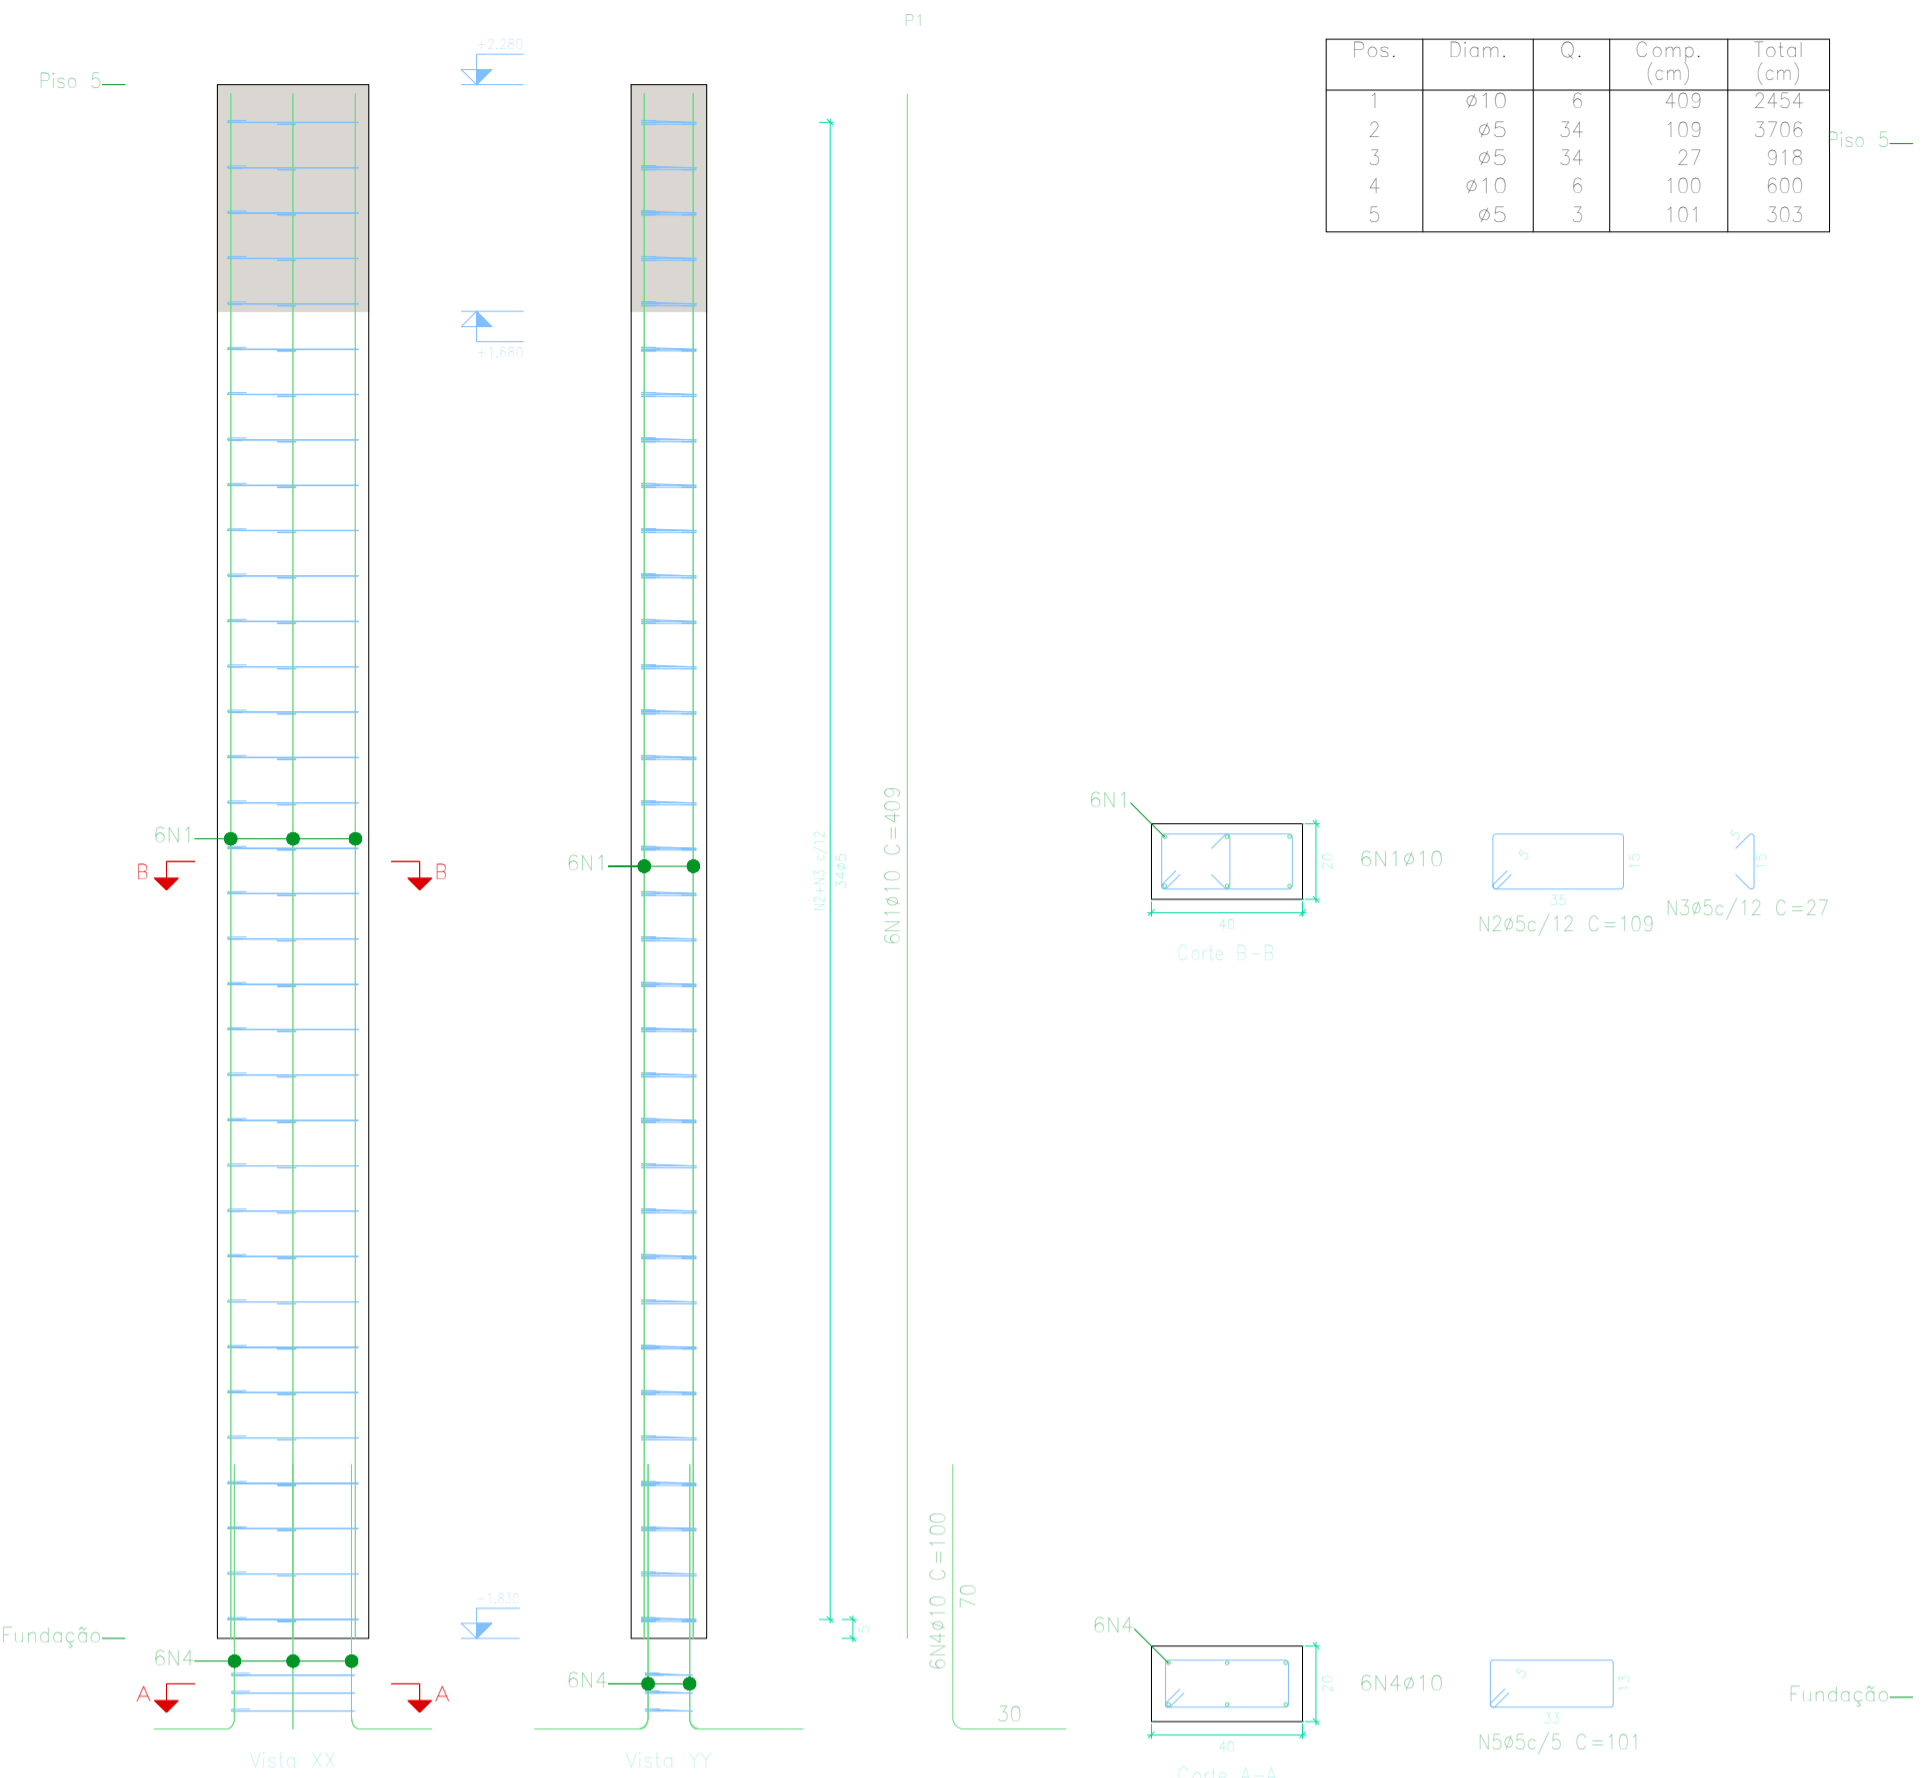 P1
+2.280
Piso 5
Pos. Diam. Q. Comp. (cm) Total (cm)
1 ø10 6 409 2454
2 ø5 34 109 3706
3 ø5 34 27 918
4 ø10 6 100 600
5 ø5 3 101 303
Piso 5
+1.680
6N1
B B
6N1
N2+N3 c/12
34ø5
6N1ø10 C=409
6N1
20
40
Corte B-B
6N1ø10
5
15
35
N2ø5c/12 C=109
5
15
N3ø5c/12 C=27
-1.830
Fundação
5
6N4
A A
6N4
6N4ø10 C=100
70
30
6N4
20
40
Corte A-A
6N4ø10
5
13
33
N5ø5c/5 C=101
Fundação
Vista XX
Vista YY